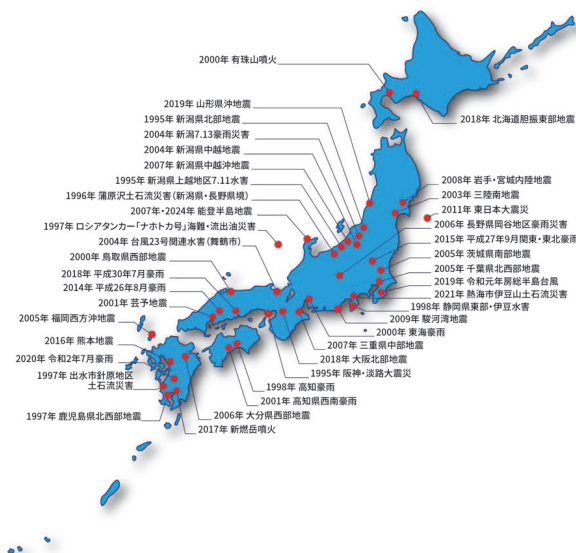 2000年 有珠山噴火
2018年 北海道胆振東部地震
2019年 山形県沖地震
1995年 新潟県北部地震
2004年 新潟7.13豪雨災害
2004年 新潟県中越地震
2007年 新潟県中越沖地震
1995年 新潟県上越地区7.11水害
1996年 蒲原沢土石流災害(新潟県・長野県境)
2007年・2024年 能登半島地震
1997年 ロシアタンカー「ナホトカ号」海難・流出油災害
2004年 台風23号関連水害(舞鶴市)
2000年 鳥取県西部地震
2018年 平成30年7月豪雨
2014年 平成26年8月豪雨
2001年 芸予地震
2005年 福岡西方沖地震
2016年 熊本地震
2020年 令和2年7月豪雨
1997年 出水市針原地区
土石流災害
1997年 鹿児島県北西部地震
2008年 岩手・宮城内陸地震
2003年 三陸南地震
2011年 東日本大震災
2006年 長野県岡谷地区豪雨災害
2015年 平成27年9月関東・東北豪雨
2005年 茨城県南部地震
2005年 千葉県北西部地震
2019年 令和元年房総半島台風
2021年 熱海市伊豆山土石流災害
1998年 静岡県東部・伊豆水害
2009年 駿河湾地震
2000年 東海豪雨
2007年 三重県中部地震
2018年 大阪北部地震
1995年 阪神・淡路大震災
1998年 高知豪雨
2001年 高知県西南豪雨
2006年 大分県西部地震
2017年 新燃岳噴火